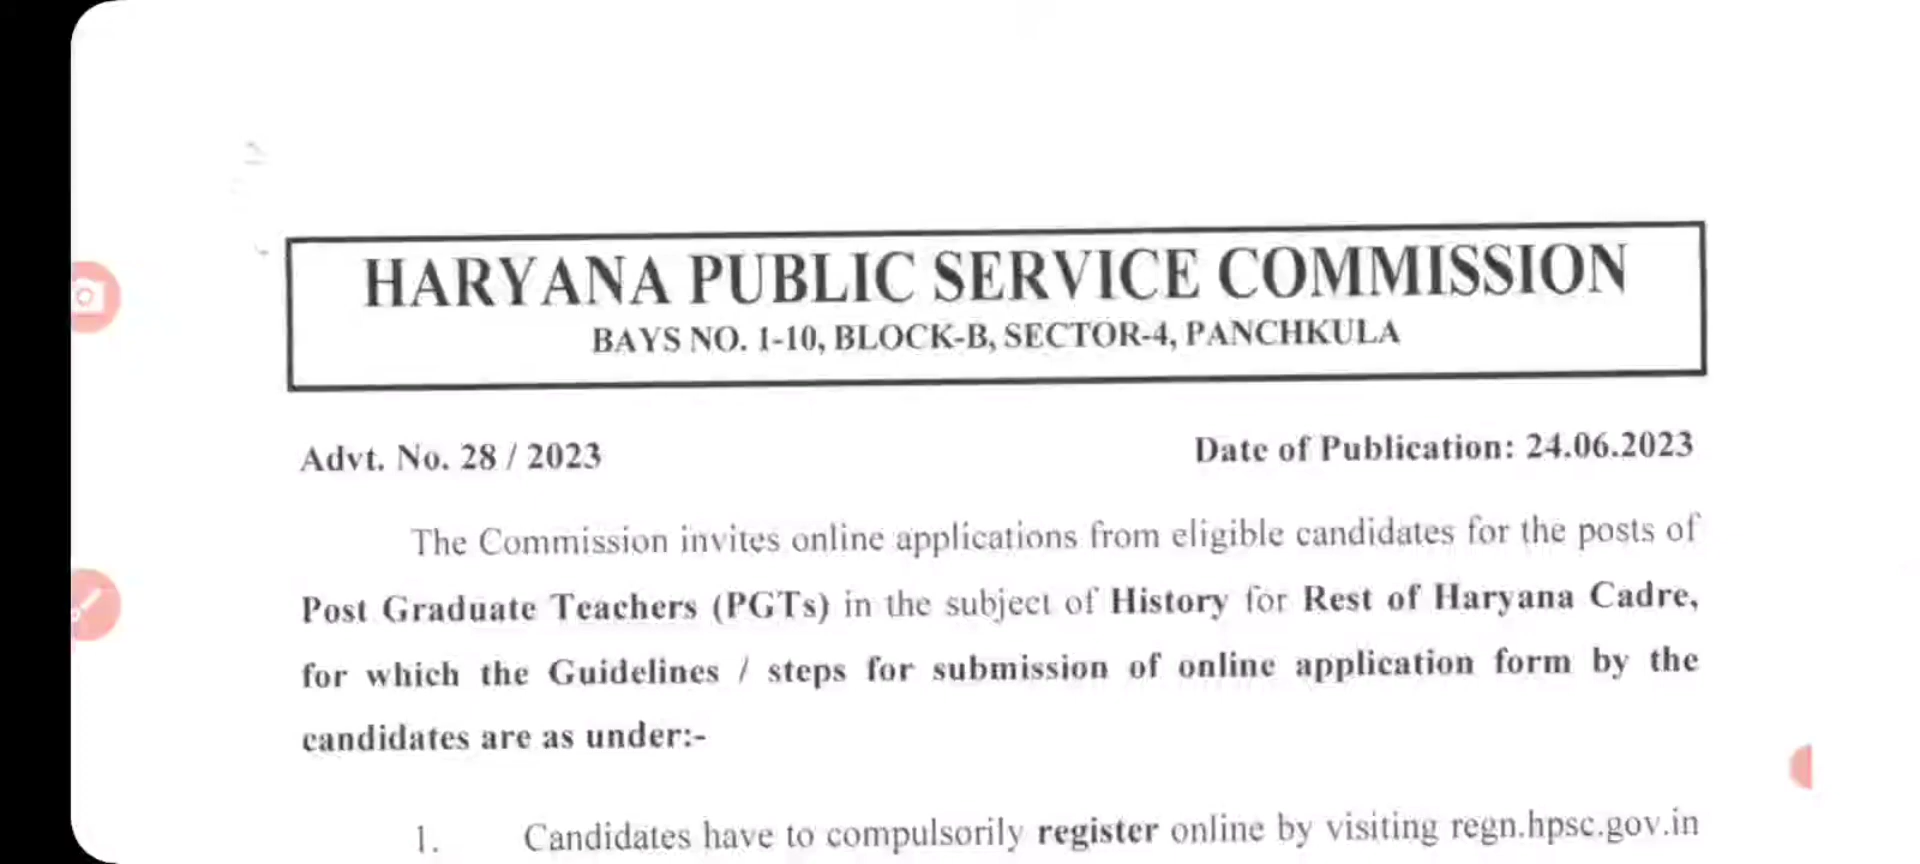 HARYANA PUBLIC SERVICE COMMISSION
BAYS NO. 1-10, BLOCK-B, SECTOR-4, PANCHKULA
Advt. No. 28 / 2023
Date of Publication: 24.06.2023
The Commission invites online applications from eligible candidates for the posts of
Post Graduate Teachers (PGTs) in the subject of History for Rest of Haryana Cadre,
for which the Guidelines / steps for submission of online application form by the
candidates are as under:-
1. Candidates have to compulsorily register online by visiting regn.hpsc.gov.in